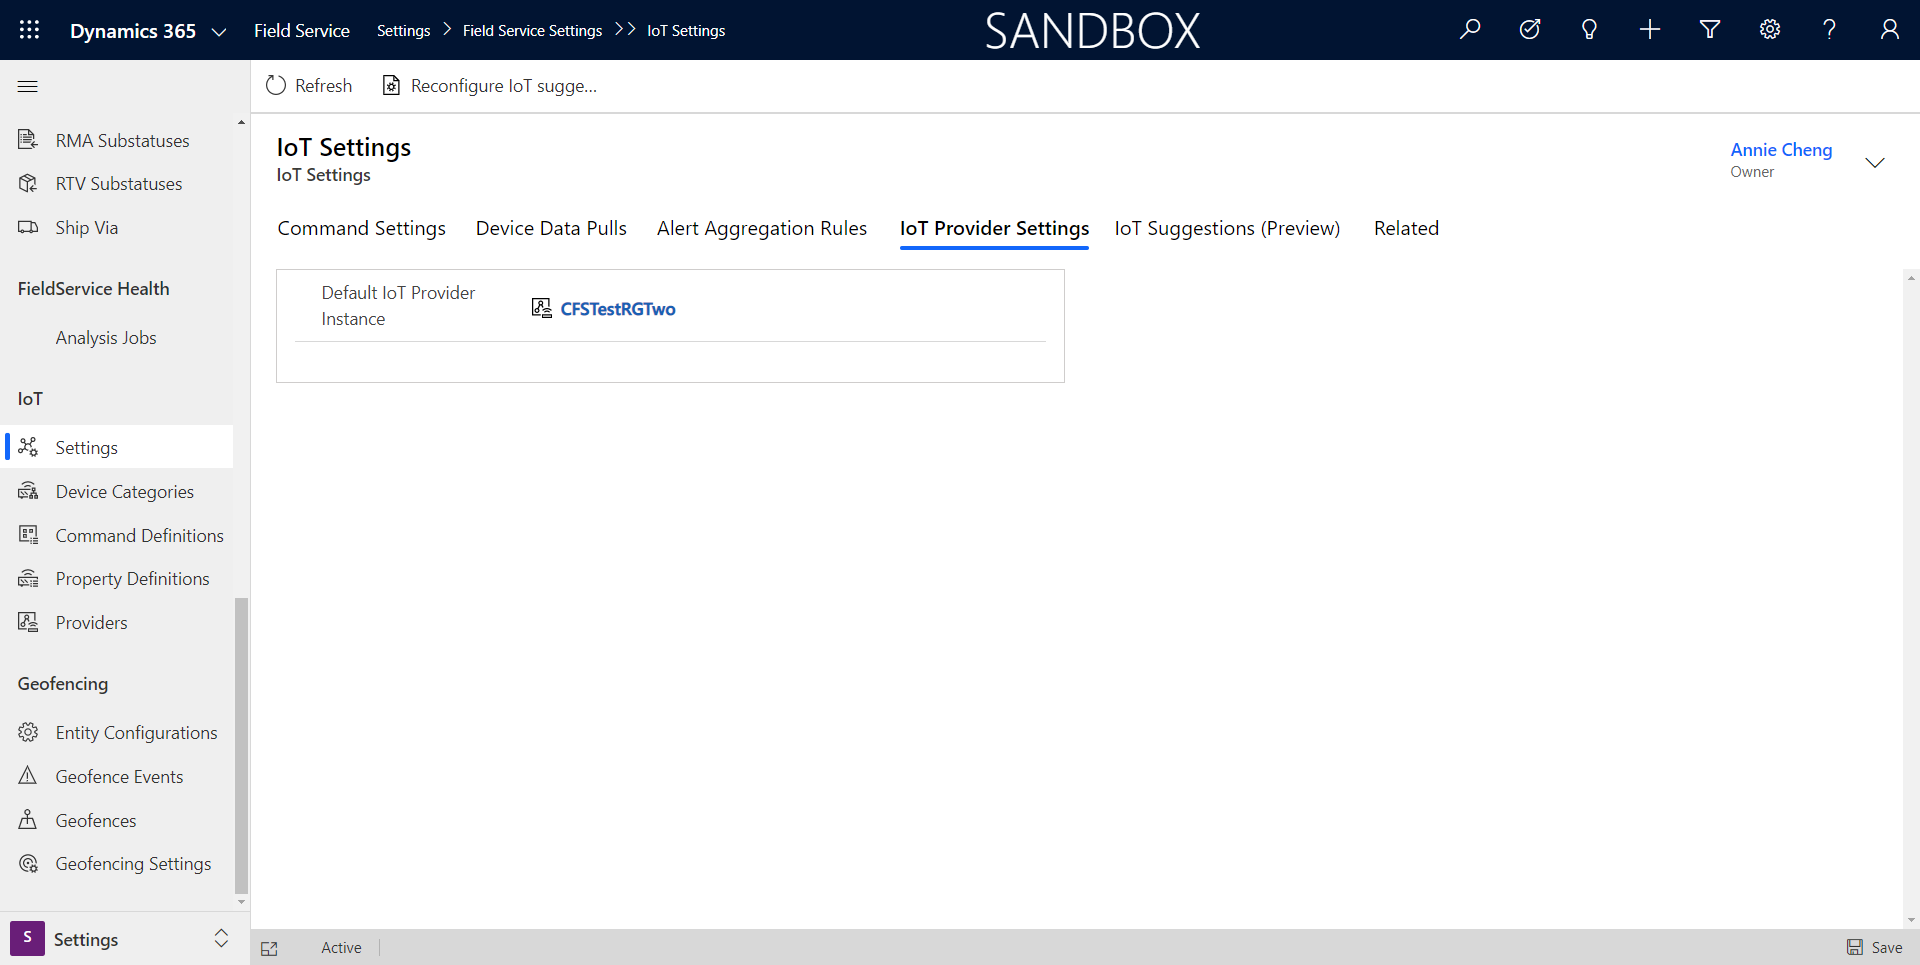 Dynamics 365
Field Service
Settings
Field Service Settings
IoT Settings
SANDBOX
Refresh
Reconfigure IoT sugge...
RMA Substatuses
RTV Substatuses
Ship Via
FieldService Health
Analysis Jobs
IoT
Settings
Device Categories
Command Definitions
Property Definitions
Providers
Geofencing
Entity Configurations
Geofence Events
Geofences
Geofencing Settings
S
Settings
IoT Settings
IoT Settings
Annie Cheng
Owner
Command Settings
Device Data Pulls
Alert Aggregation Rules
IoT Provider Settings
IoT Suggestions (Preview)
Related
Default IoT Provider
Instance
CFSTestRGTwo
Active
Save